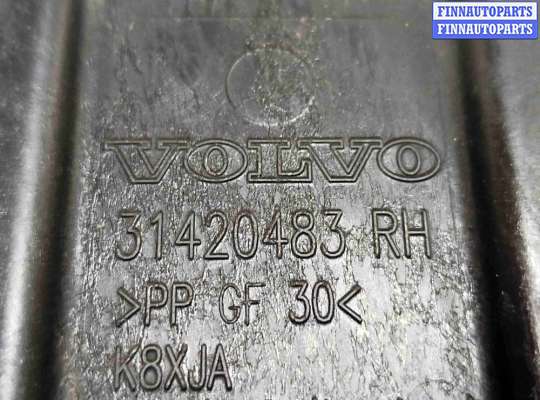 FINNAUTOPARTS
FINNAUTOPARTS
VOLVO
31420483 RH
>PP GF 30<
K8XJA